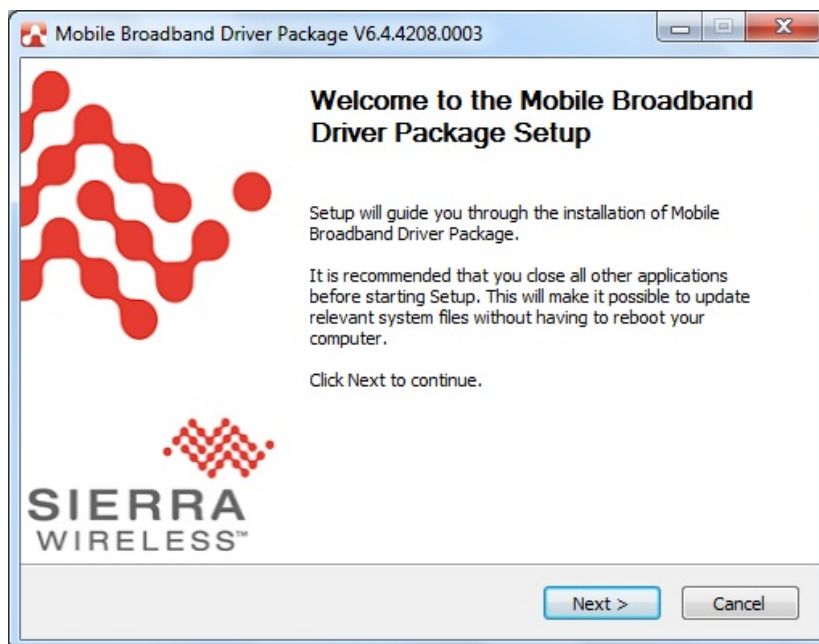 Mobile Broadband Driver Package V6.4.4208.0003
Welcome to the Mobile Broadband
Driver Package Setup
Setup will guide you through the installation of Mobile
Broadband Driver Package.
It is recommended that you close all other applications
before starting Setup. This will make it possible to update
relevant system files without having to reboot your
computer.
Click Next to continue.
SIERRA
WIRELESS™
Next >
Cancel